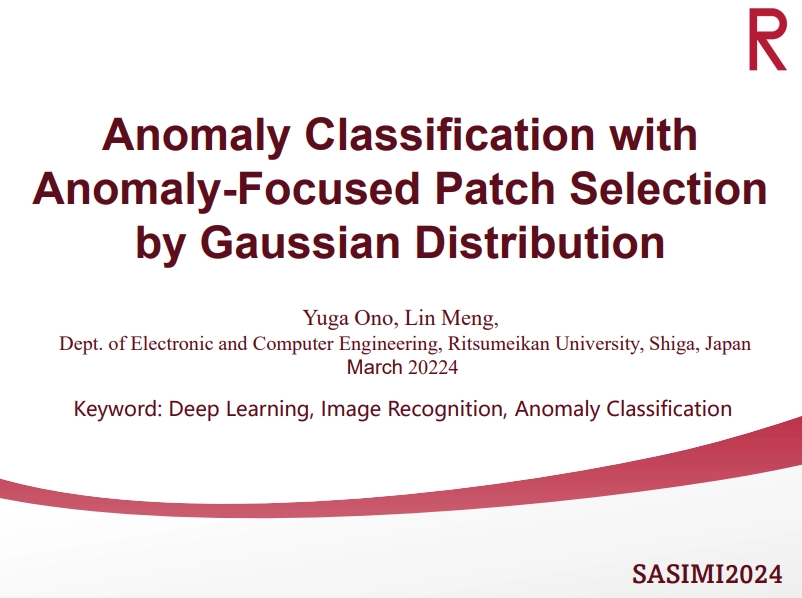 R
Anomaly Classification with
Anomaly-Focused Patch Selection
by Gaussian Distribution
Yuga Ono, Lin Meng,
Dept. of Electronic and Computer Engineering, Ritsumeikan University, Shiga, Japan
March 20224
Keyword: Deep Learning, Image Recognition, Anomaly Classification
SASIMI2024